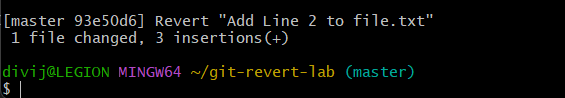 [master 93e50d6] Revert "Add Line 2 to file.txt"
1 file changed, 3 insertions(+)
divij@LEGION MINGW64 ~/git-revert-lab (master)
$